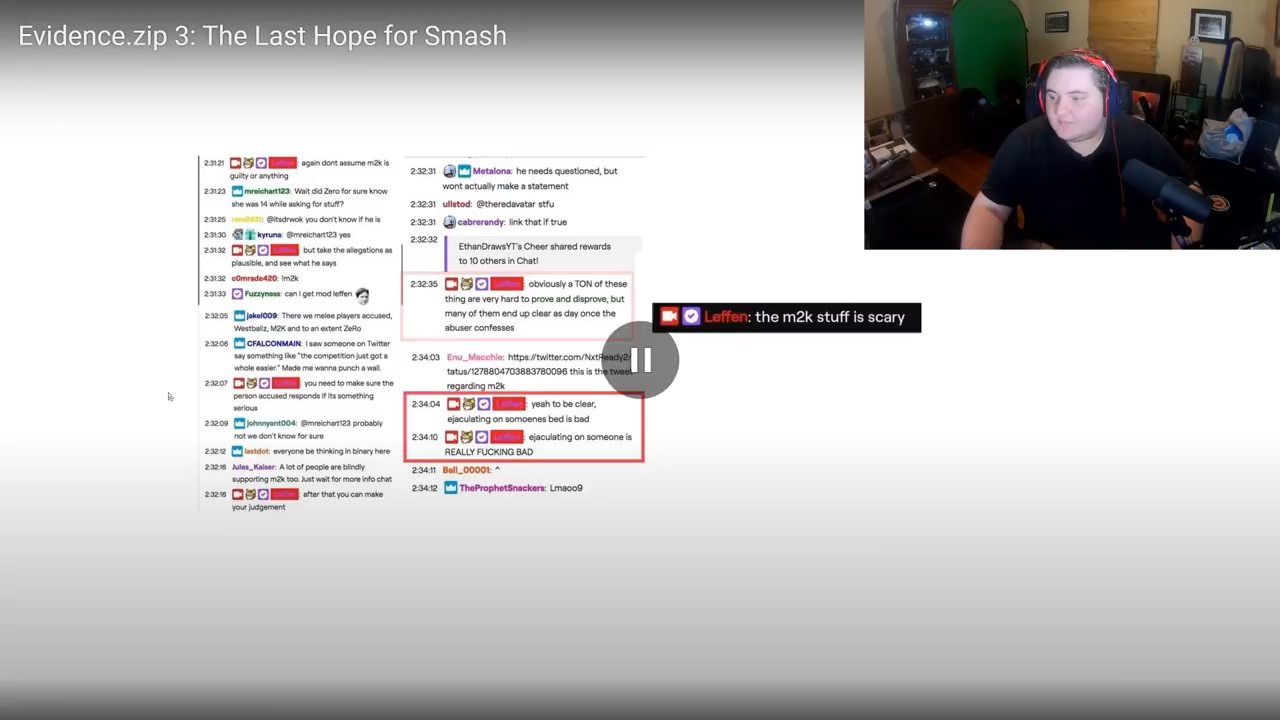 Evidence.zip 3: The Last Hope for Smash
2:31:21 Leffen again dont assume m2k is
guilty or anything
2:31:23 mreichart123: Wait did Zero for sure know
she was 14 while asking for stuff?
2:31:25 @itsdrwok you don't know if he is
2:31:30 kyruna: @mreichart123 yes
2:31:32 Leffen: but take the allegations as
plausible, and see what he says
2:31:32 c0mrade420: !m2k
2:31:33 Fuzzyness: can I get mod leffen
2:32:05 jakel009: There we melee players accused,
Westballz, M2K and to an extent ZeRo
2:32:06 CFALCONMAIN: I saw someone on Twitter
say something like "the competition just got a
whole easier." Made me wanna punch a wall.
2:32:07 Leffen: you need to make sure the
person accused responds if its something
serious
2:32:09 johnnyant004: @mreichart123 probably
not we don't know for sure
2:32:12 lastdot: everyone be thinking in binary here
2:32:16 Jules_Kaiser: A lot of people are blindly
supporting m2k too. Just wait for more info chat
2:32:16 Leffen: after that you can make
your judgement
2:32:31 Metalona: he needs questioned, but
wont actually make a statement
2:32:31 ullstod: @theredavatar stfu
2:32:31 cabrerandy: link that if true
2:32:32
EthanDrawsYT's Cheer shared rewards
to 10 others in Chat!
2:32:35 Leffen: obviously a TON of these
thing are very hard to prove and disprove, but
many of them end up clear as day once the
abuser confesses
2:34:03 Enu_Macchie: https://twitter.com/NxtReady2
tatus/1278804703883780096 this is the tweet
regarding m2k
2:34:04 Leffen: yeah to be clear,
ejaculating on somoenes bed is bad
2:34:10 Leffen: ejaculating on someone is
REALLY FUCKING BAD
2:34:11 Ball_00001: ^
2:34:12 TheProphetSnackers: Lmaoo9
Leffen: the m2k stuff is scary